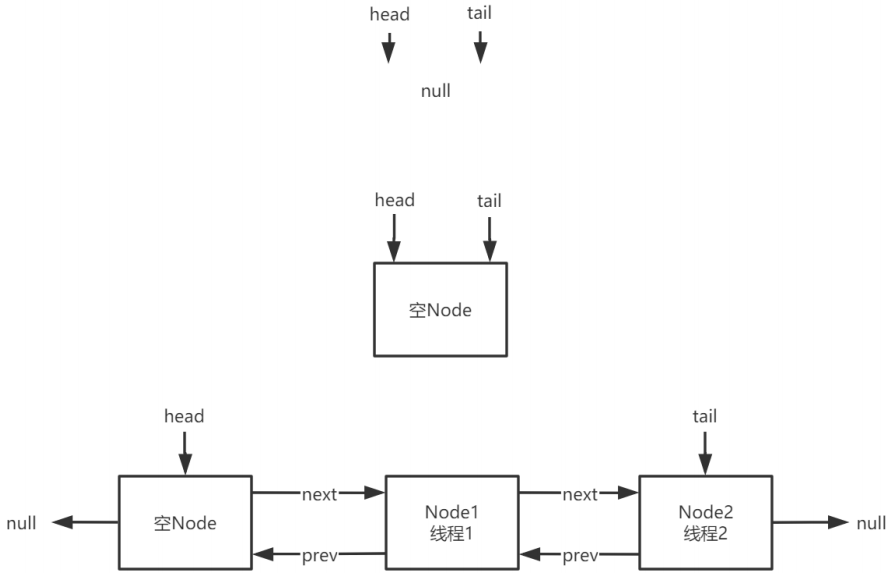 head tail
null
head tail
空Node
head tail
null 空Node next Node1 next Node2 null
线程1 线程2
prev prev